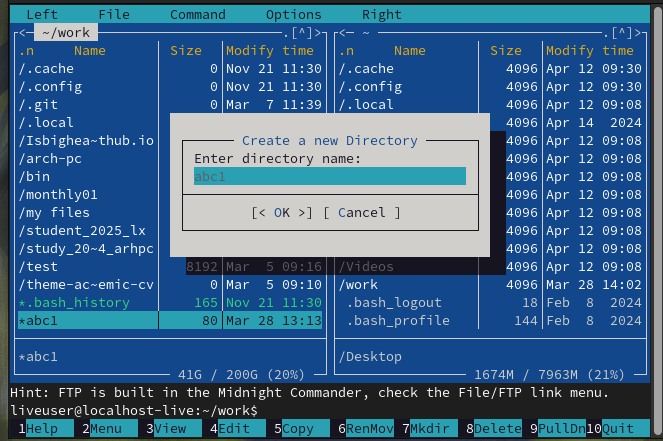 Left File Command Options Right
<─ ~/work .[^]> <─ ~ .[^]>
.n Name Size Modify time .n Name Size Modify time
/.cache 0 Nov 21 11:30 /.cache 4096 Apr 12 09:30
/.config 0 Nov 21 11:30 /.config 4096 Apr 12 09:30
/.git 0 Mar 7 11:39 /.local 4096 Apr 12 09:08
/.local 4096 Apr 14 2024
/Isbighea~thub.io 4096 Apr 12 09:08
/arch-pc 4096 Apr 12 09:08
/bin 4096 Apr 12 09:08
/monthly01 4096 Apr 12 09:08
/my files 4096 Apr 12 09:08
/student_2025_lx 4096 Apr 12 09:08
/study_20~4_arhpc 4096 Apr 12 09:08
Create a new Directory
Enter directory name:
abc1
[< OK >] [ Cancel ]
/test 8192 Mar 5 09:16 /Videos 4096 Apr 12 09:08
/theme-ac~emic-cv 0 Mar 5 09:10 /work 4096 Mar 28 14:02
*.bash_history 165 Nov 21 11:30 .bash_logout 18 Feb 8 2024
*abc1 80 Mar 28 13:13 .bash_profile 144 Feb 8 2024
*abc1 /Desktop
41G / 200G (20%) 1674M / 7963M (21%)
Hint: FTP is built in the Midnight Commander, check the File/FTP link menu.
liveuser@localhost-live:~/work$
1Help 2Menu 3View 4Edit 5Copy 6RenMov 7Mkdir 8Delete 9PullDn 10Quit